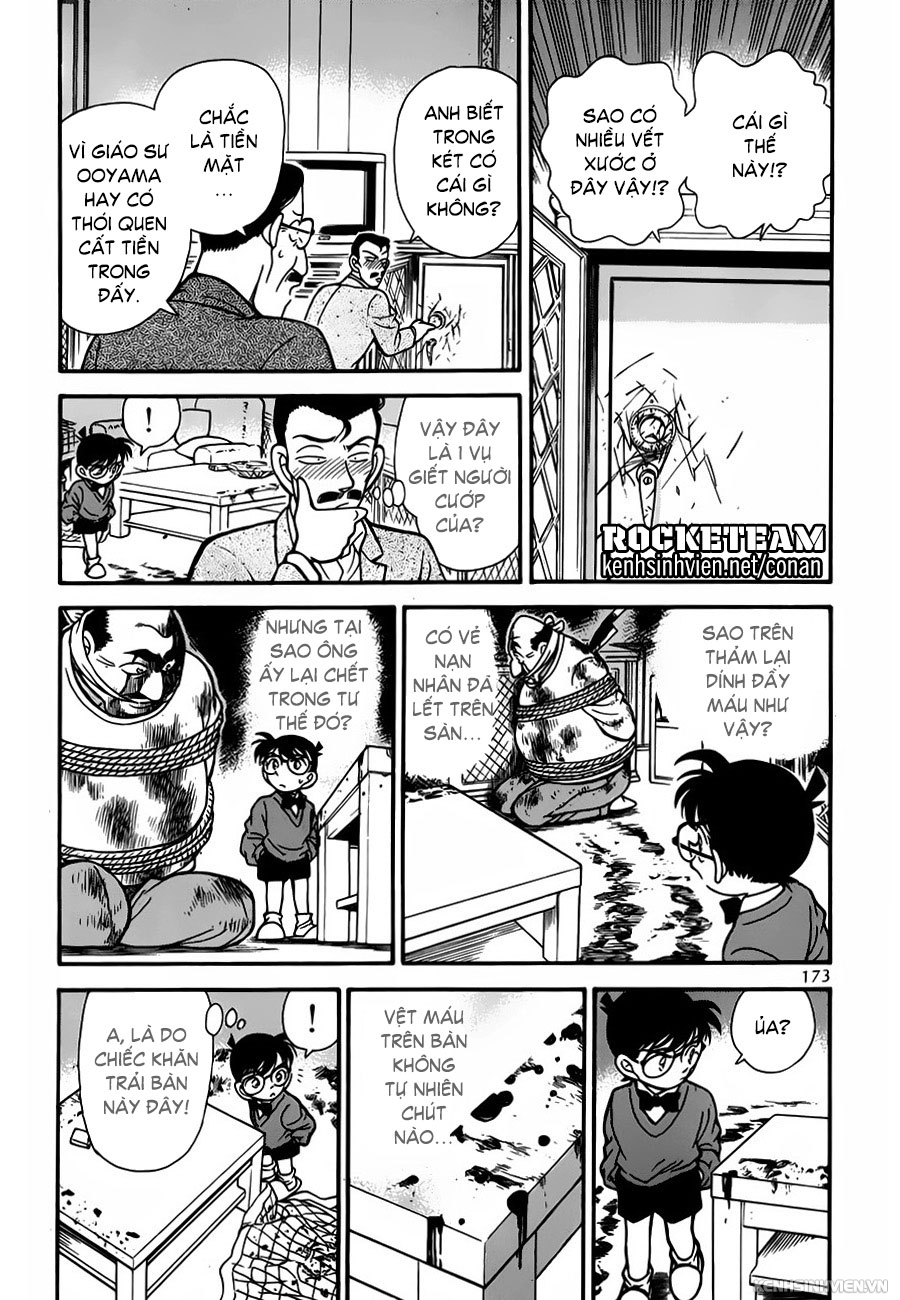 CÁI GÌ
THẾ
NÀY!?
SAO CÓ
NHIỀU VẾT
XƯỚC Ở
ĐÂY VẬY!?
ROCKETEAM
kenhsinhvien.net/conan
ANH BIẾT
TRONG
KÉT CÓ
CÁI GÌ
KHÔNG?
CHẮC
LÀ TIỀN
MẶT
...
VÌ GIÁO SƯ
OOYAMA
HAY CÓ
THÓI QUEN
CẤT TIỀN
TRONG
ĐẤY.
VẬY ĐÂY
LÀ 1 VỤ
GIẾT NGƯỜI
CƯỚP
CỦA?
!
SAO TRÊN
THẢM LẠI
DÍNH ĐẦY
MÁU NHƯ
VẬY?
CÓ VẺ
NẠN
NHÂN ĐÃ
LẾT TRÊN
SÀN...
NHƯNG TẠI
SAO ÔNG
ẤY LẠI CHẾT
TRONG TƯ
THẾ ĐÓ?
173
ỦA?
VỆT MÁU
TRÊN BÀN
KHÔNG
TỰ NHIÊN
CHÚT
NÀO...
!
A, LÀ DO
CHIẾC KHĂN
TRẢI BÀN
NÀY ĐÂY!
KENHSINHVIEN.VN